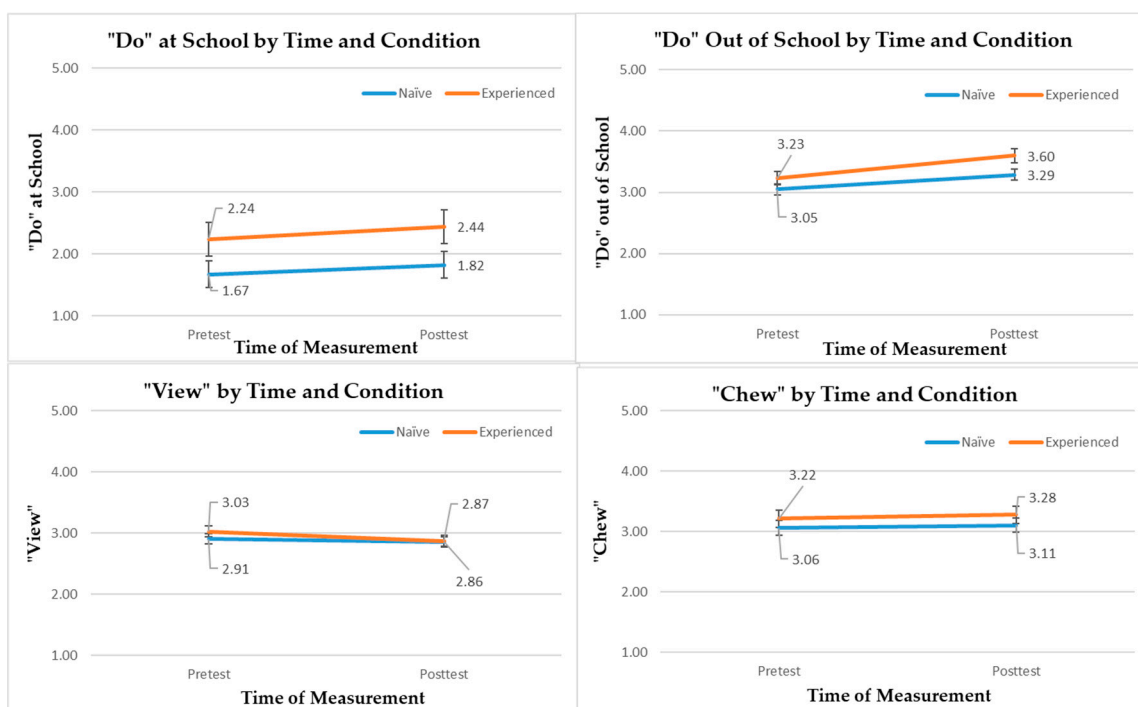 "Do" at School by Time and Condition
Naïve Experienced
5.00
4.00
3.00
2.00
1.00
"Do" at School
2.24
2.44
1.67
1.82
Pretest Posttest
Time of Measurement
"Do" Out of School by Time and Condition
Naïve Experienced
5.00
4.00
3.00
2.00
1.00
"Do" out of School
3.23
3.60
3.29
3.05
Pretest Posttest
Time of Measurement
"View" by Time and Condition
Naïve Experienced
5.00
4.00
3.00
2.00
1.00
"View"
3.03
2.87
2.91
2.86
Pretest Posttest
Time of Measurement
"Chew" by Time and Condition
Naïve Experienced
5.00
4.00
3.00
2.00
1.00
"Chew"
3.22
3.28
3.06
3.11
Pretest Posttest
Time of Measurement